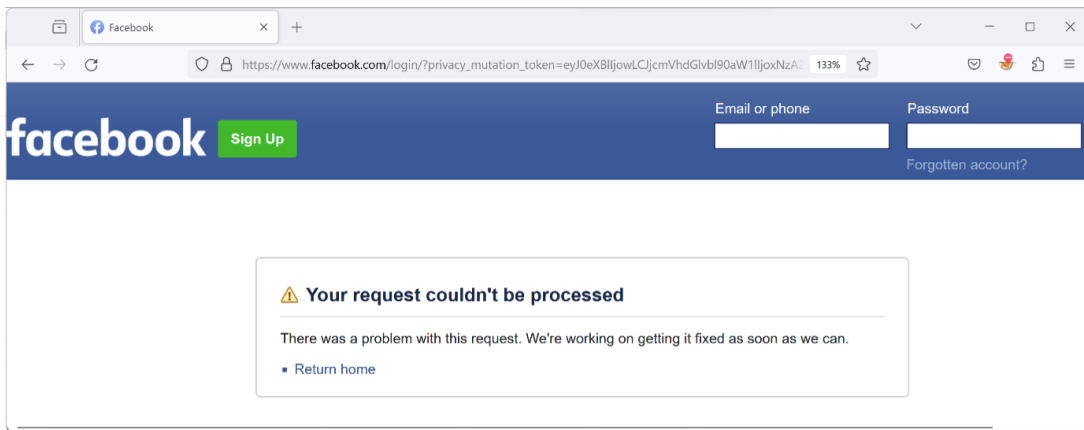 Facebook
https://www.facebook.com/login/?privacy_mutation_token=
133%
Email or phone
Password
facebook
Sign Up
Forgotten account?
Your request couldn't be processed
There was a problem with this request. We're working on getting it fixed as soon as we can.
Return home